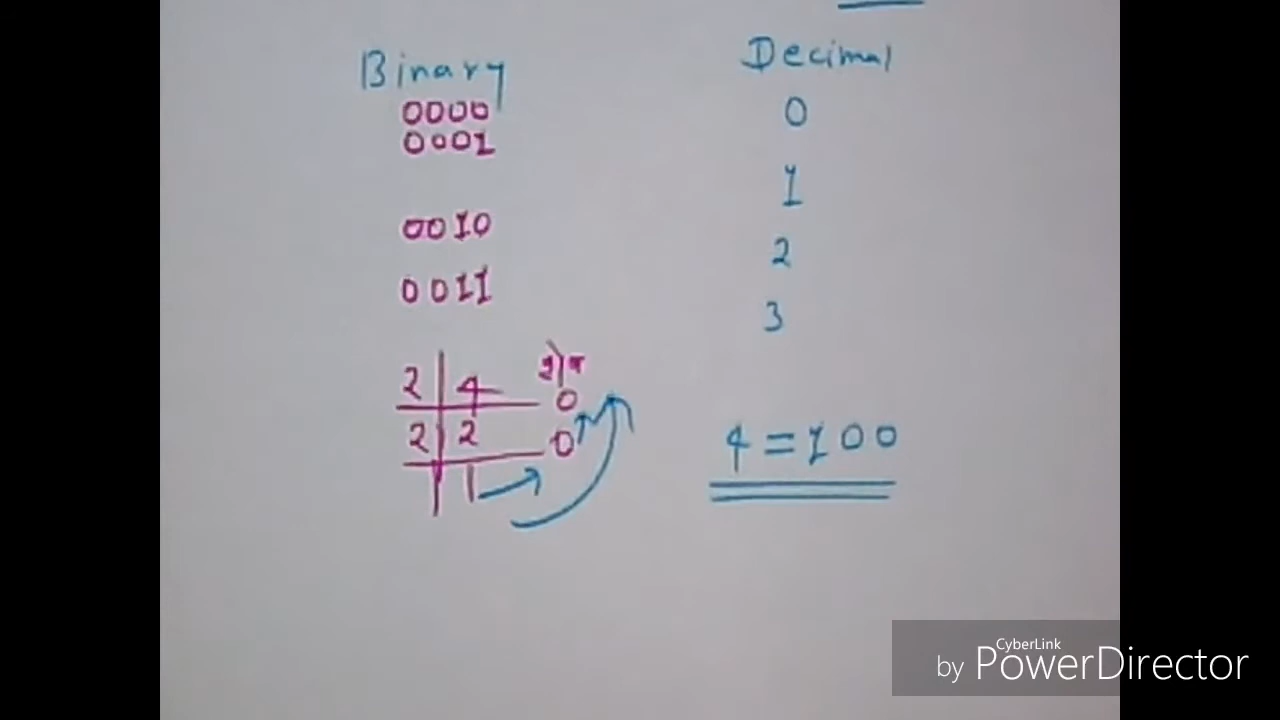 Binary Decimal
0000 0
0001
1
0010
2
0011
3
2 4 0
2 2 0
1
4 = 100
CyberLink
by PowerDirector